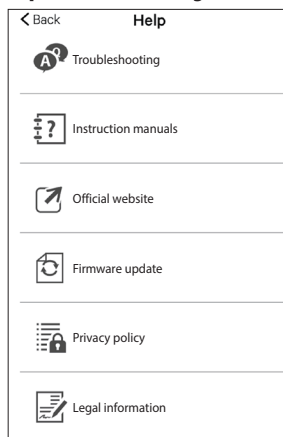 Back Help
Troubleshooting
Instruction manuals
Official website
Firmware update
Privacy policy
Legal information